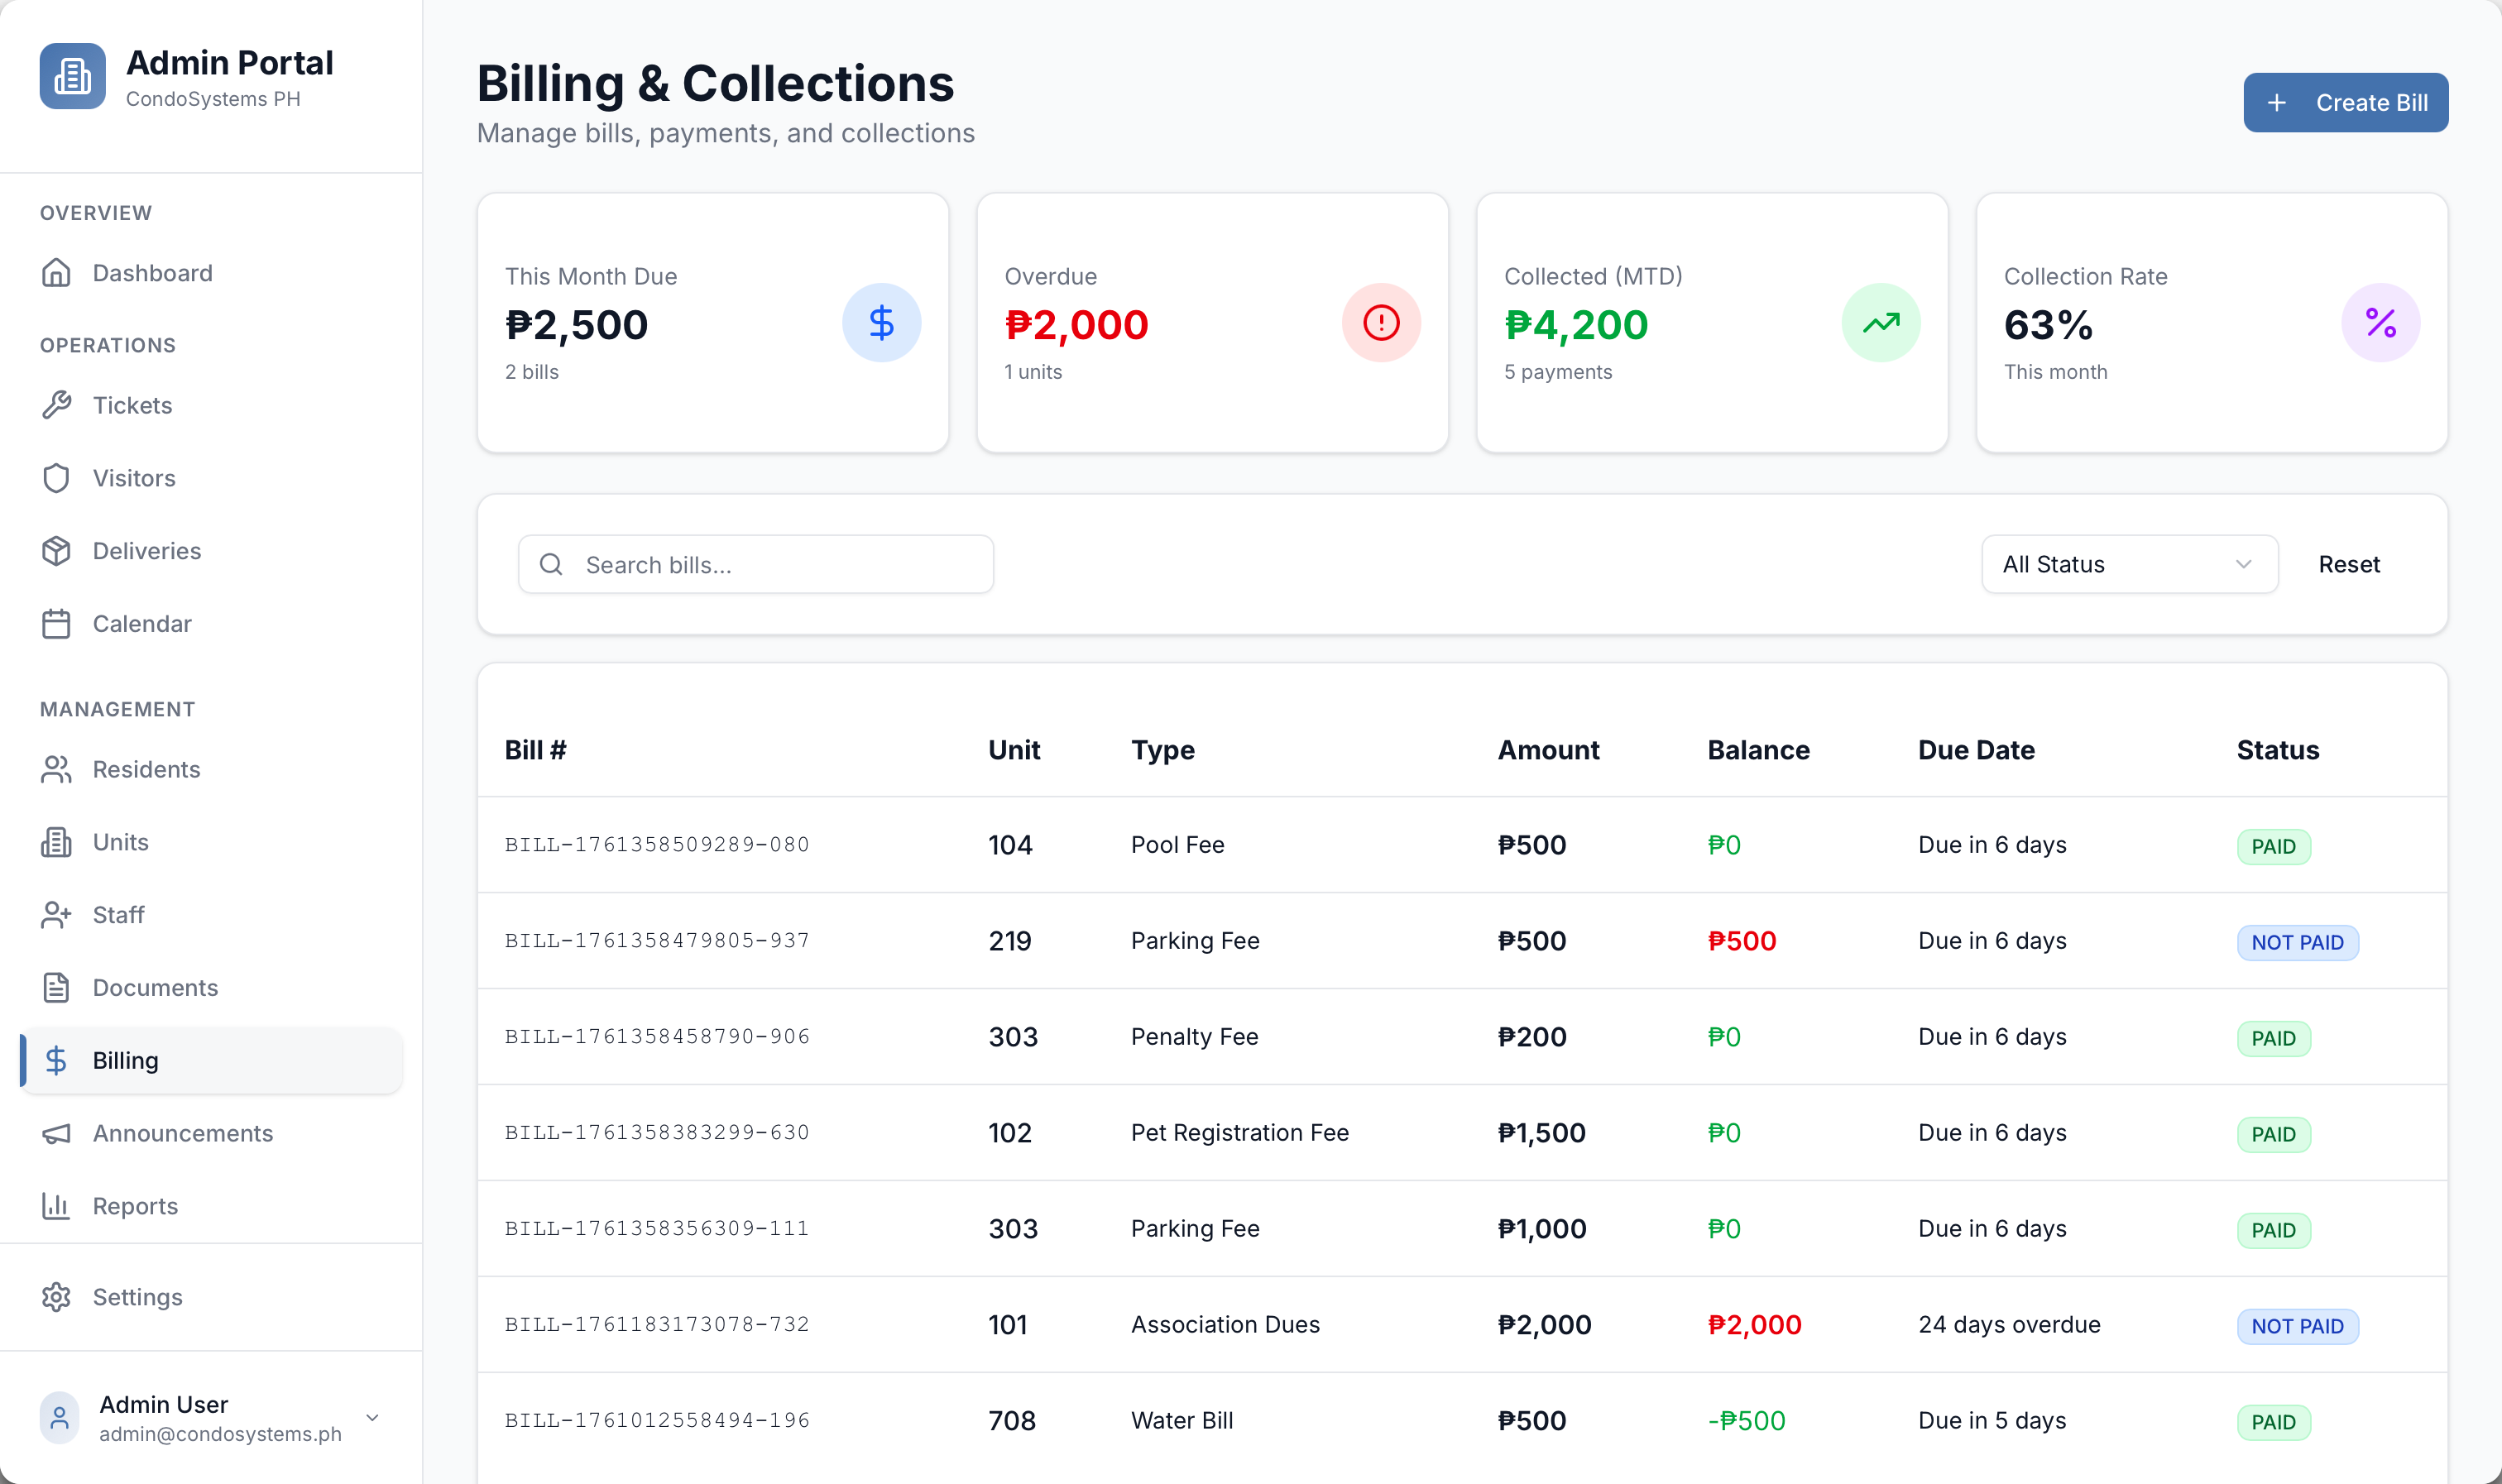 Admin Portal
CondoSystems PH
OVERVIEW
Dashboard
OPERATIONS
Tickets
Visitors
Deliveries
Calendar
MANAGEMENT
Residents
Units
Staff
Documents
Billing
Announcements
Reports
Settings
Admin User
admin@condosystems.ph
Billing & Collections
Manage bills, payments, and collections
+ Create Bill
This Month Due
₱2,500
2 bills
Overdue
₱2,000
1 units
Collected (MTD)
₱4,200
5 payments
Collection Rate
63%
This month
Search bills...
All Status
Reset
Bill # Unit Type Amount Balance Due Date Status
BILL-1761358509289-080 104 Pool Fee ₱500 ₱0 Due in 6 days PAID
BILL-1761358479805-937 219 Parking Fee ₱500 ₱500 Due in 6 days NOT PAID
BILL-1761358458790-906 303 Penalty Fee ₱200 ₱0 Due in 6 days PAID
BILL-1761358383299-630 102 Pet Registration Fee ₱1,500 ₱0 Due in 6 days PAID
BILL-1761358356309-111 303 Parking Fee ₱1,000 ₱0 Due in 6 days PAID
BILL-1761183173078-732 101 Association Dues ₱2,000 ₱2,000 24 days overdue NOT PAID
BILL-1761012558494-196 708 Water Bill ₱500 -₱500 Due in 5 days PAID